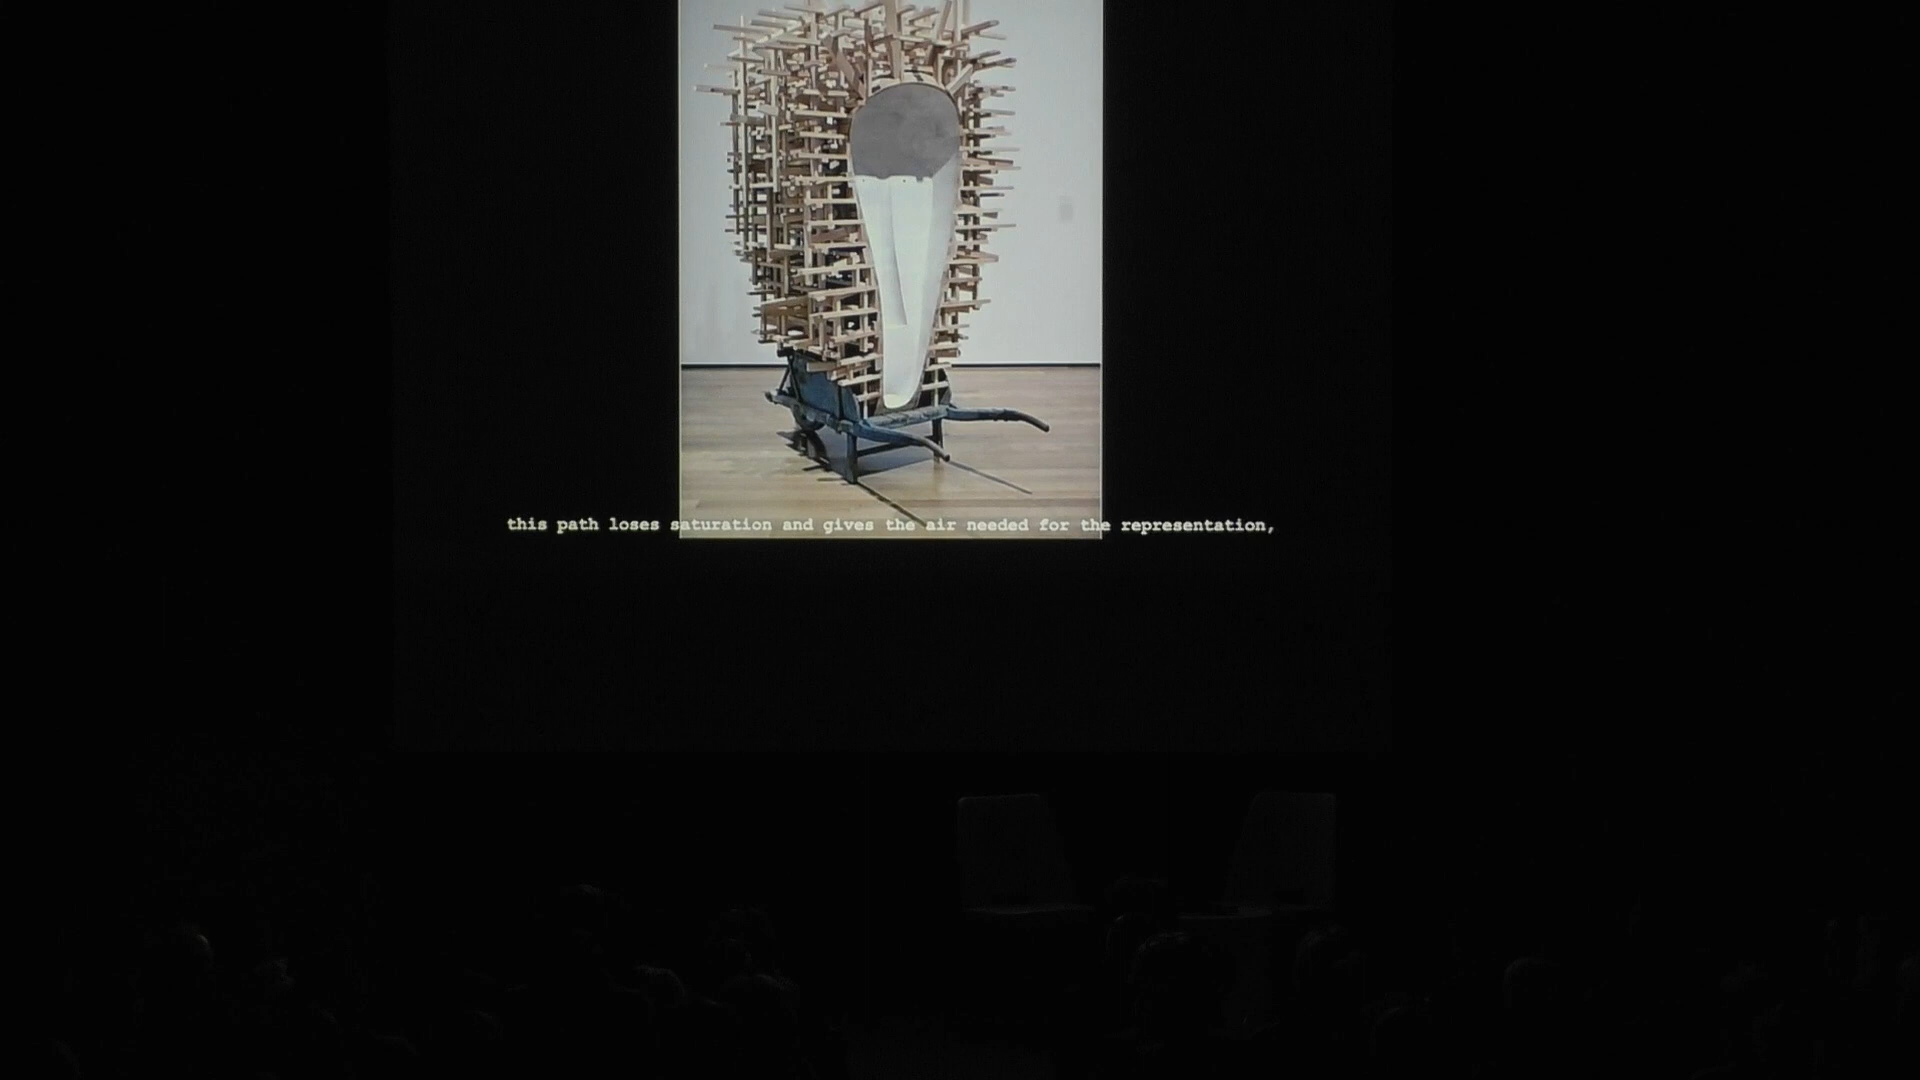 this path loses saturation and gives the air needed for the representation,